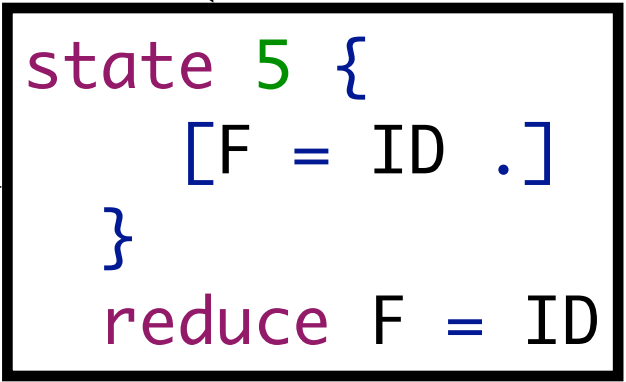 state 5 {
[F = ID .]
}
reduce F = ID